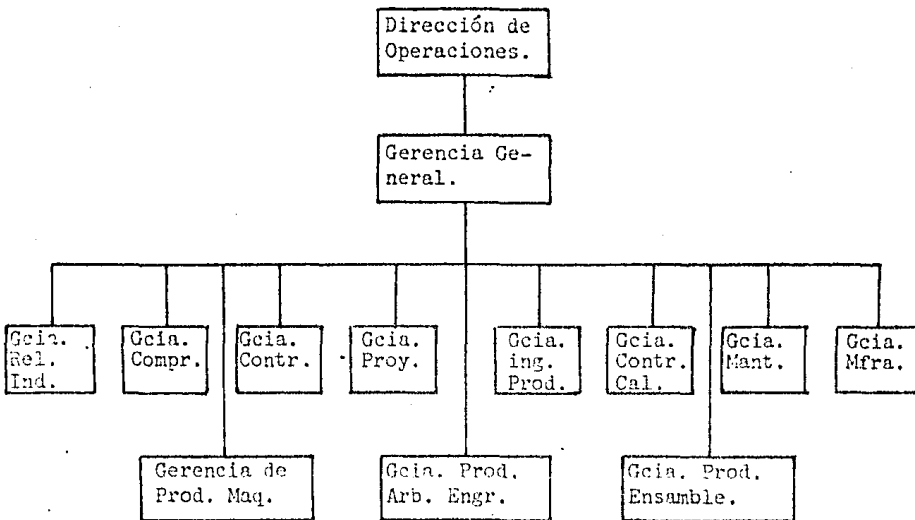 Dirección de
Operaciones.
Gerencia Ge-
neral.
Gcia.
Rel.
Ind.
Gcia.
Compr.
Gcia.
Contr.
Gcia.
Proy.
Gcia.
ing.
Prod.
Gcia.
Contr.
Cal.
Gcia.
Mant.
Gcia.
Mfra.
Gerencia de
Prod. Maq.
Gcia. Prod.
Arb. Engr.
Gcia. Prod.
Ensamble.